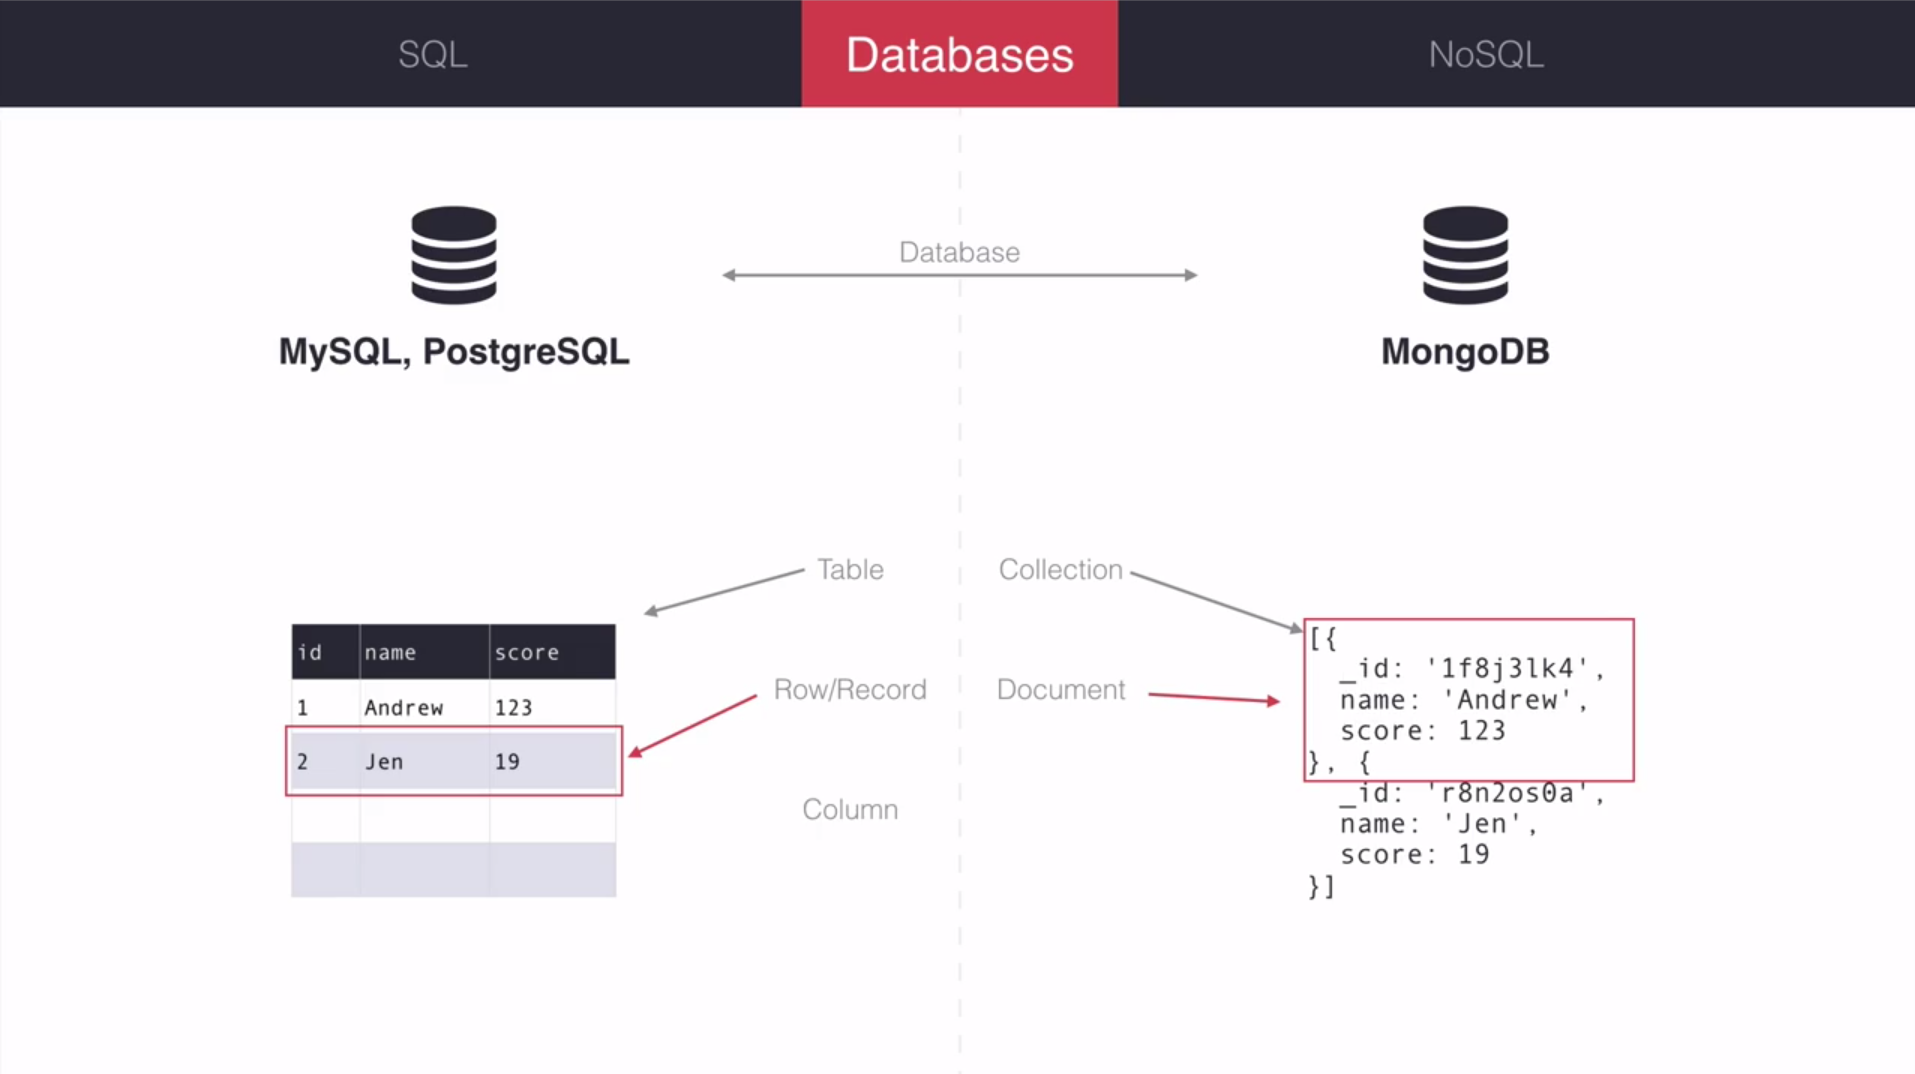 SQL
Databases
NoSQL
Database
MySQL, PostgreSQL
MongoDB
Table
Collection
id name score
1 Andrew 123
2 Jen 19
Row/Record
Document
Column
[{
_id: '1f8j3lk4',
name: 'Andrew',
score: 123
}, {
_id: 'r8n2os0a',
name: 'Jen',
score: 19
}]